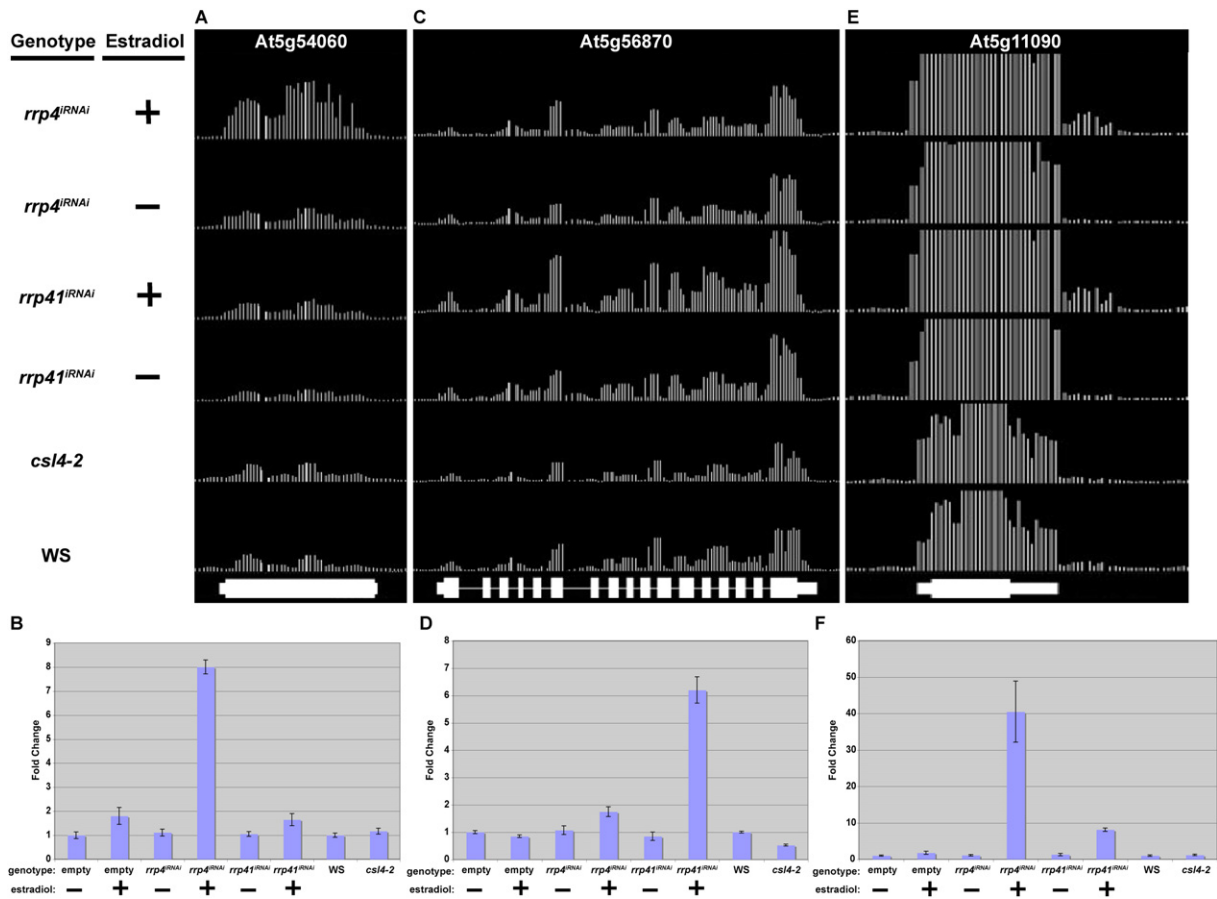 A
C
E
Genotype Estradiol
At5g54060
At5g56870
At5g11090
rrp4iRNAi +
rrp4iRNAi −
rrp41iRNAi +
rrp41iRNAi −
csl4-2
WS
B
9
8
7
6
5
4
3
2
1
0
Fold Change
genotype: empty empty rrp4iRNAi rrp4iRNAi rrp41iRNAi rrp41iRNAi WS csl4-2
estradiol: − + − + − +
D
8
7
6
5
4
3
2
1
0
Fold Change
genotype: empty empty rrp4iRNAi rrp4iRNAi rrp41iRNAi rrp41iRNAi WS csl4-2
estradiol: − + − + − +
F
60
50
40
30
20
10
0
Fold Change
genotype: empty empty rrp4iRNAi rrp4iRNAi rrp41iRNAi rrp41iRNAi WS csl4-2
estradiol: − + − + − +